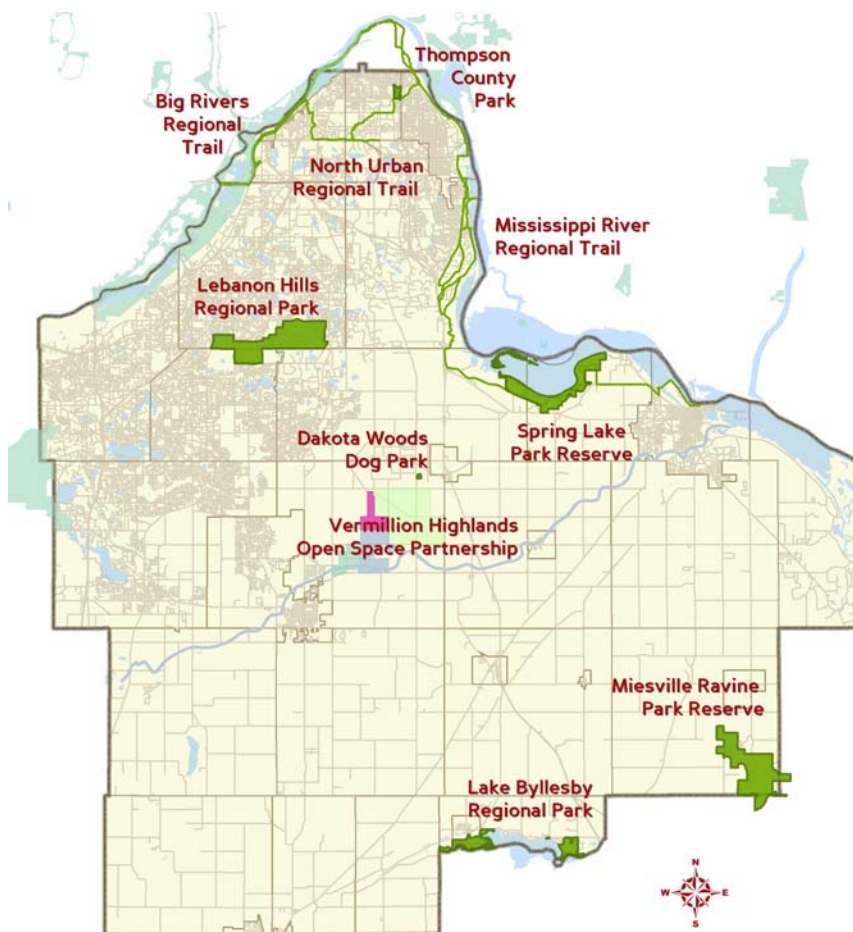 Thompson
County
Park
Big Rivers
Regional
Trail
North Urban
Regional Trail
Mississippi River
Regional Trail
Lebanon Hills
Regional Park
Spring Lake
Park Reserve
Dakota Woods
Dog Park
Vermillion Highlands
Open Space Partnership
Miesville Ravine
Park Reserve
Lake Byllesby
Regional Park
N
W E
S